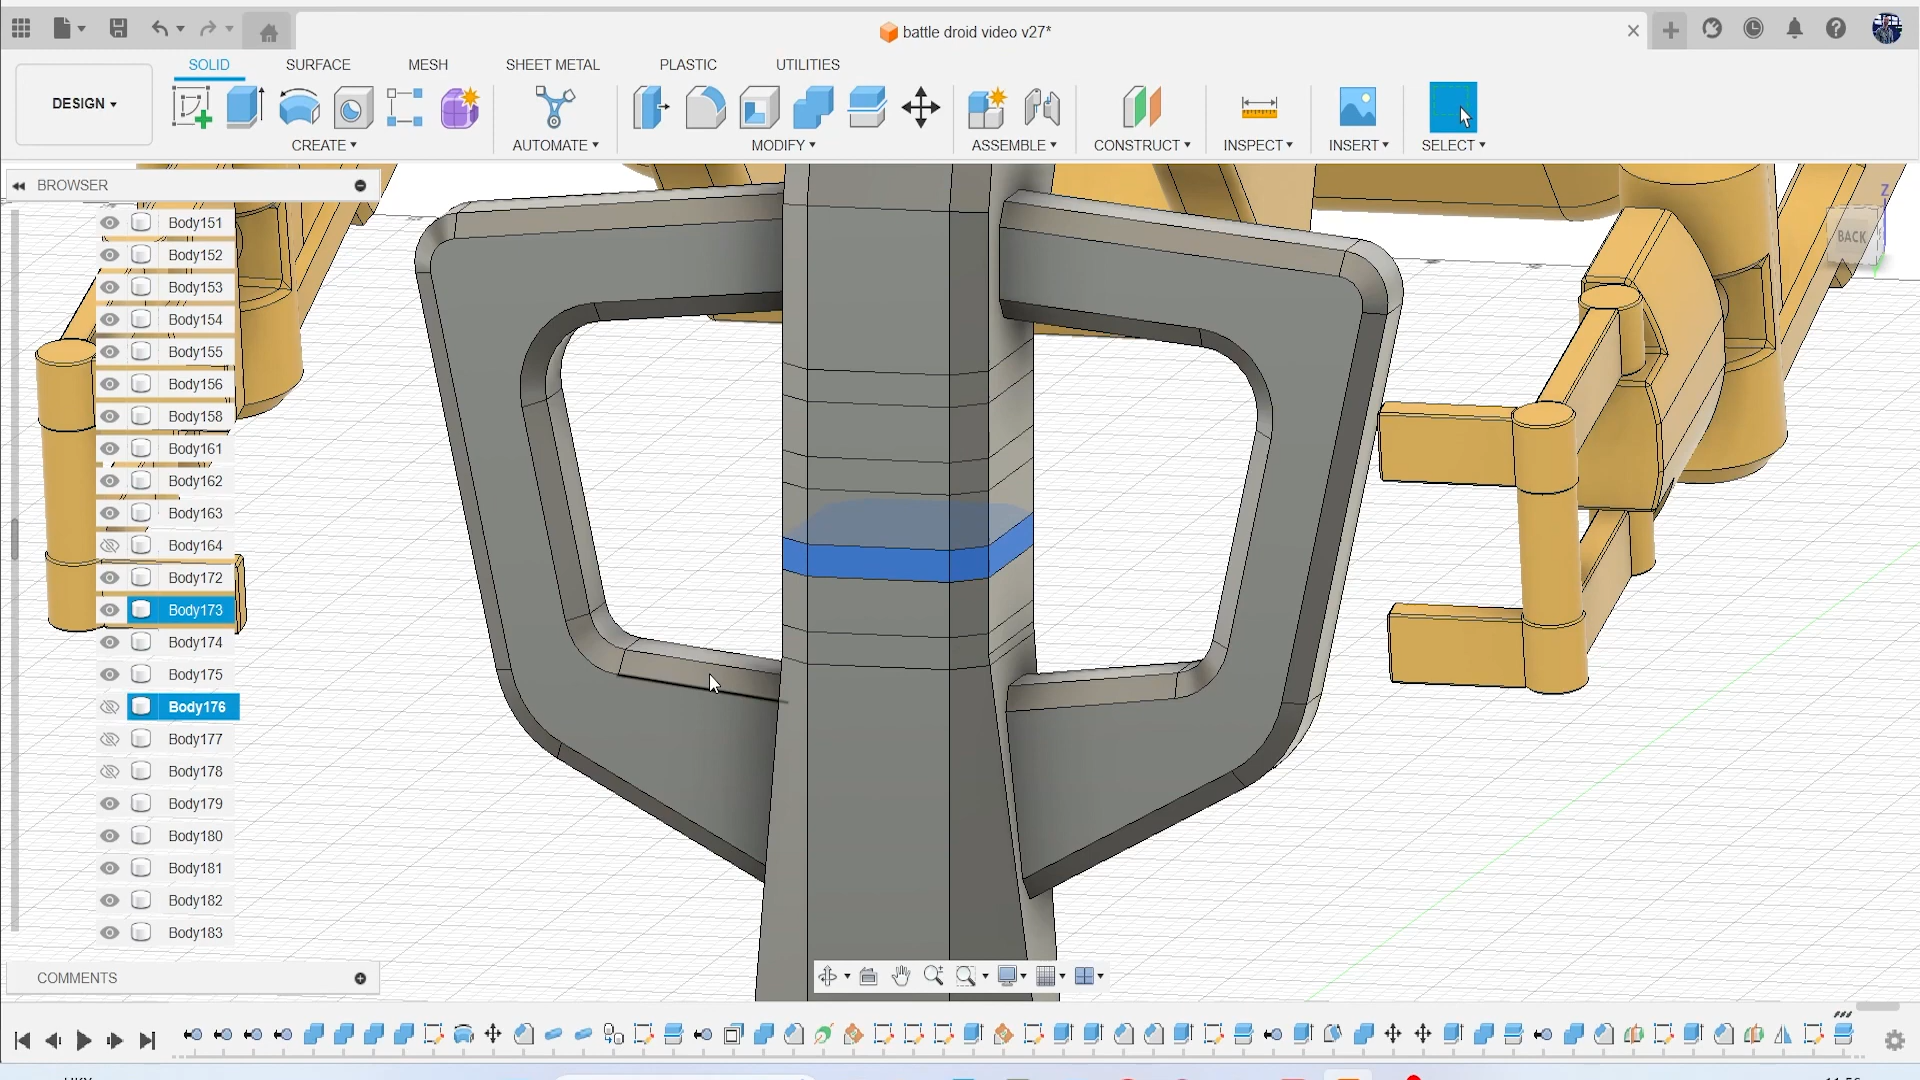 battle droid video v27*
SOLID SURFACE MESH SHEET METAL PLASTIC UTILITIES
DESIGN
CREATE AUTOMATE MODIFY ASSEMBLE CONSTRUCT INSPECT INSERT SELECT
BROWSER
Z
BACK
Body151
Body152
Body153
Body154
Body155
Body156
Body158
Body161
Body162
Body163
Body164
Body172
Body173
Body174
Body175
Body176
Body177
Body178
Body179
Body180
Body181
Body182
Body183
COMMENTS